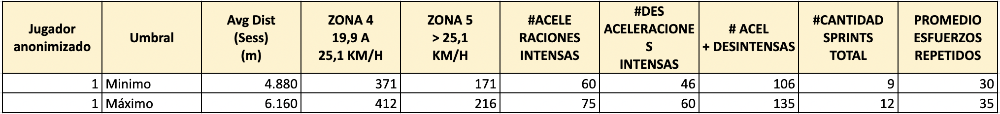 Jugador anonimizado | Umbral | Avg Dist (Sess) (m) | ZONA 4 19,9 A 25,1 KM/H | ZONA 5 > 25,1 KM/H | #ACELE RACIONES INTENSAS | #DES ACELERACIONE S INTENSAS | # ACEL + DESINTENSAS | #CANTIDAD SPRINTS TOTAL | PROMEDIO ESFUERZOS REPETIDOS
1 | Minimo | 4.880 | 371 | 171 | 60 | 46 | 106 | 9 | 30
1 | Máximo | 6.160 | 412 | 216 | 75 | 60 | 135 | 12 | 35